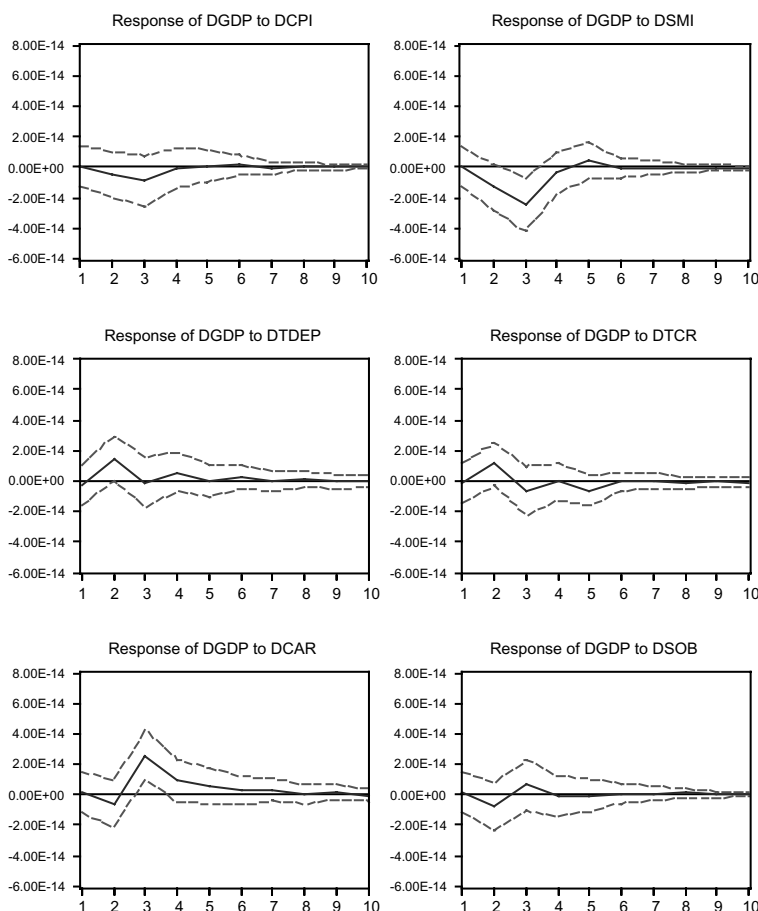 Response of DGDP to DCPI
8.00E-14
6.00E-14
4.00E-14
2.00E-14
0.00E+00
-2.00E-14
-4.00E-14
-6.00E-14
1 2 3 4 5 6 7 8 9 10
Response of DGDP to DSMI
8.00E-14
6.00E-14
4.00E-14
2.00E-14
0.00E+00
-2.00E-14
-4.00E-14
-6.00E-14
1 2 3 4 5 6 7 8 9 10
Response of DGDP to DTDEP
8.00E-14
6.00E-14
4.00E-14
2.00E-14
0.00E+00
-2.00E-14
-4.00E-14
-6.00E-14
1 2 3 4 5 6 7 8 9 10
Response of DGDP to DTCR
8.00E-14
6.00E-14
4.00E-14
2.00E-14
0.00E+00
-2.00E-14
-4.00E-14
-6.00E-14
1 2 3 4 5 6 7 8 9 10
Response of DGDP to DCAR
8.00E-14
6.00E-14
4.00E-14
2.00E-14
0.00E+00
-2.00E-14
-4.00E-14
-6.00E-14
1 2 3 4 5 6 7 8 9 10
Response of DGDP to DSOB
8.00E-14
6.00E-14
4.00E-14
2.00E-14
0.00E+00
-2.00E-14
-4.00E-14
-6.00E-14
1 2 3 4 5 6 7 8 9 10